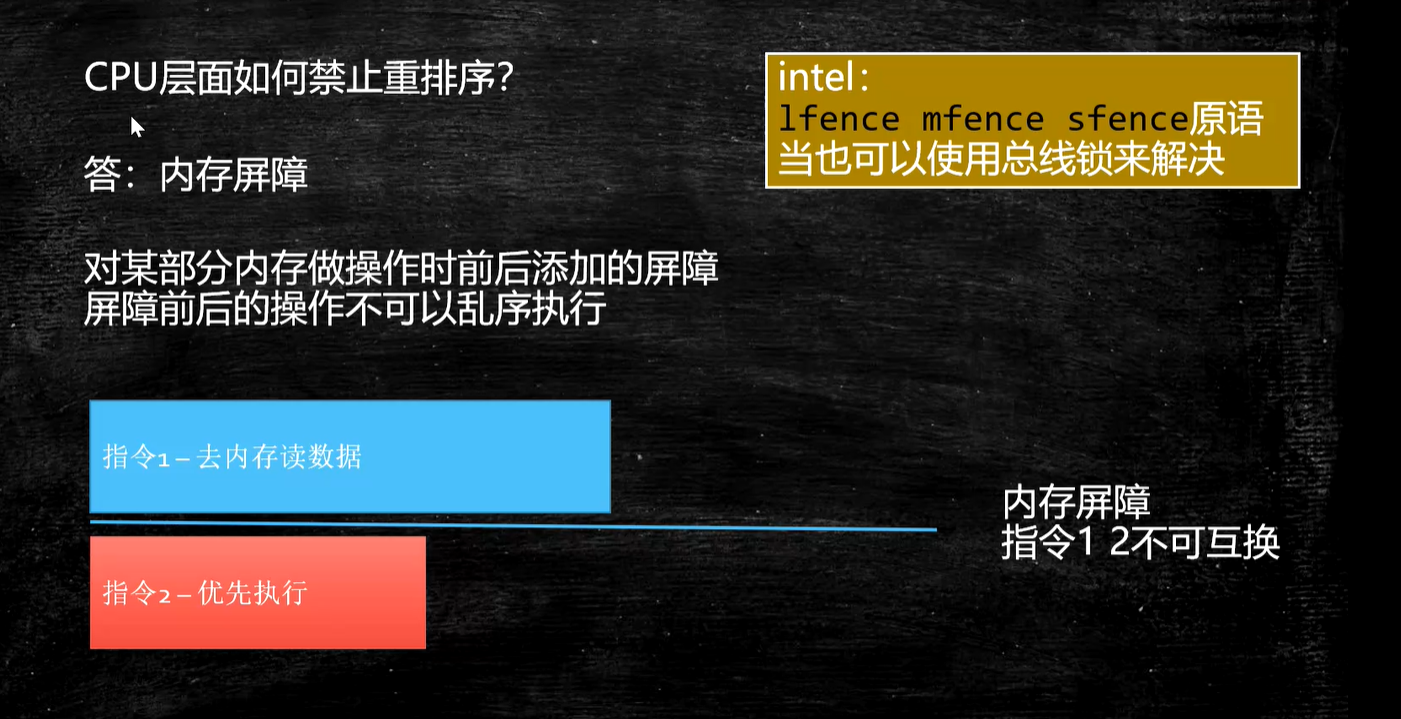 CPU层面如何禁止重排序？
intel：
lfence mfence sfence原语
当也可以使用总线锁来解决
答：内存屏障
对某部分内存做操作时前后添加的屏障
屏障前后的操作不可以乱序执行
指令1 – 去内存读数据
内存屏障
指令1 2不可互换
指令2 – 优先执行